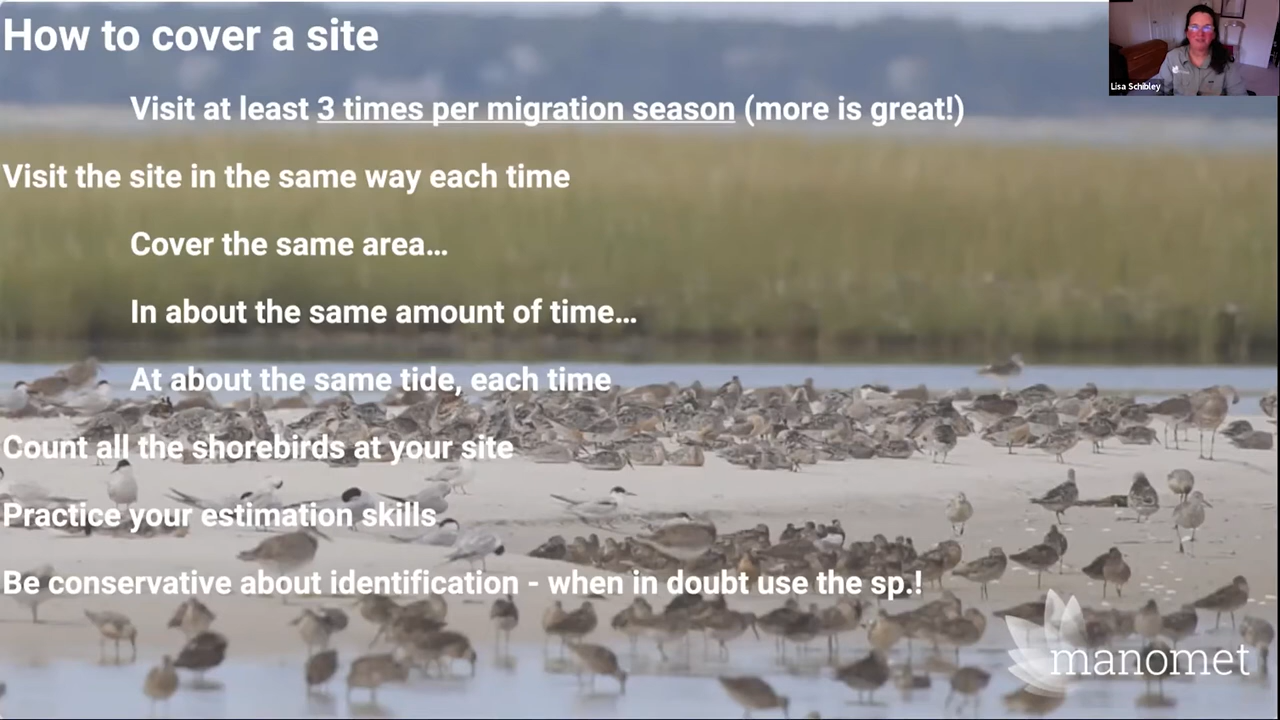 How to cover a site
Lisa Schibley
Visit at least 3 times per migration season (more is great!)
Visit the site in the same way each time
Cover the same area…
In about the same amount of time…
At about the same tide, each time
Count all the shorebirds at your site
Practice your estimation skills
Be conservative about identification - when in doubt use the sp.!
manomet